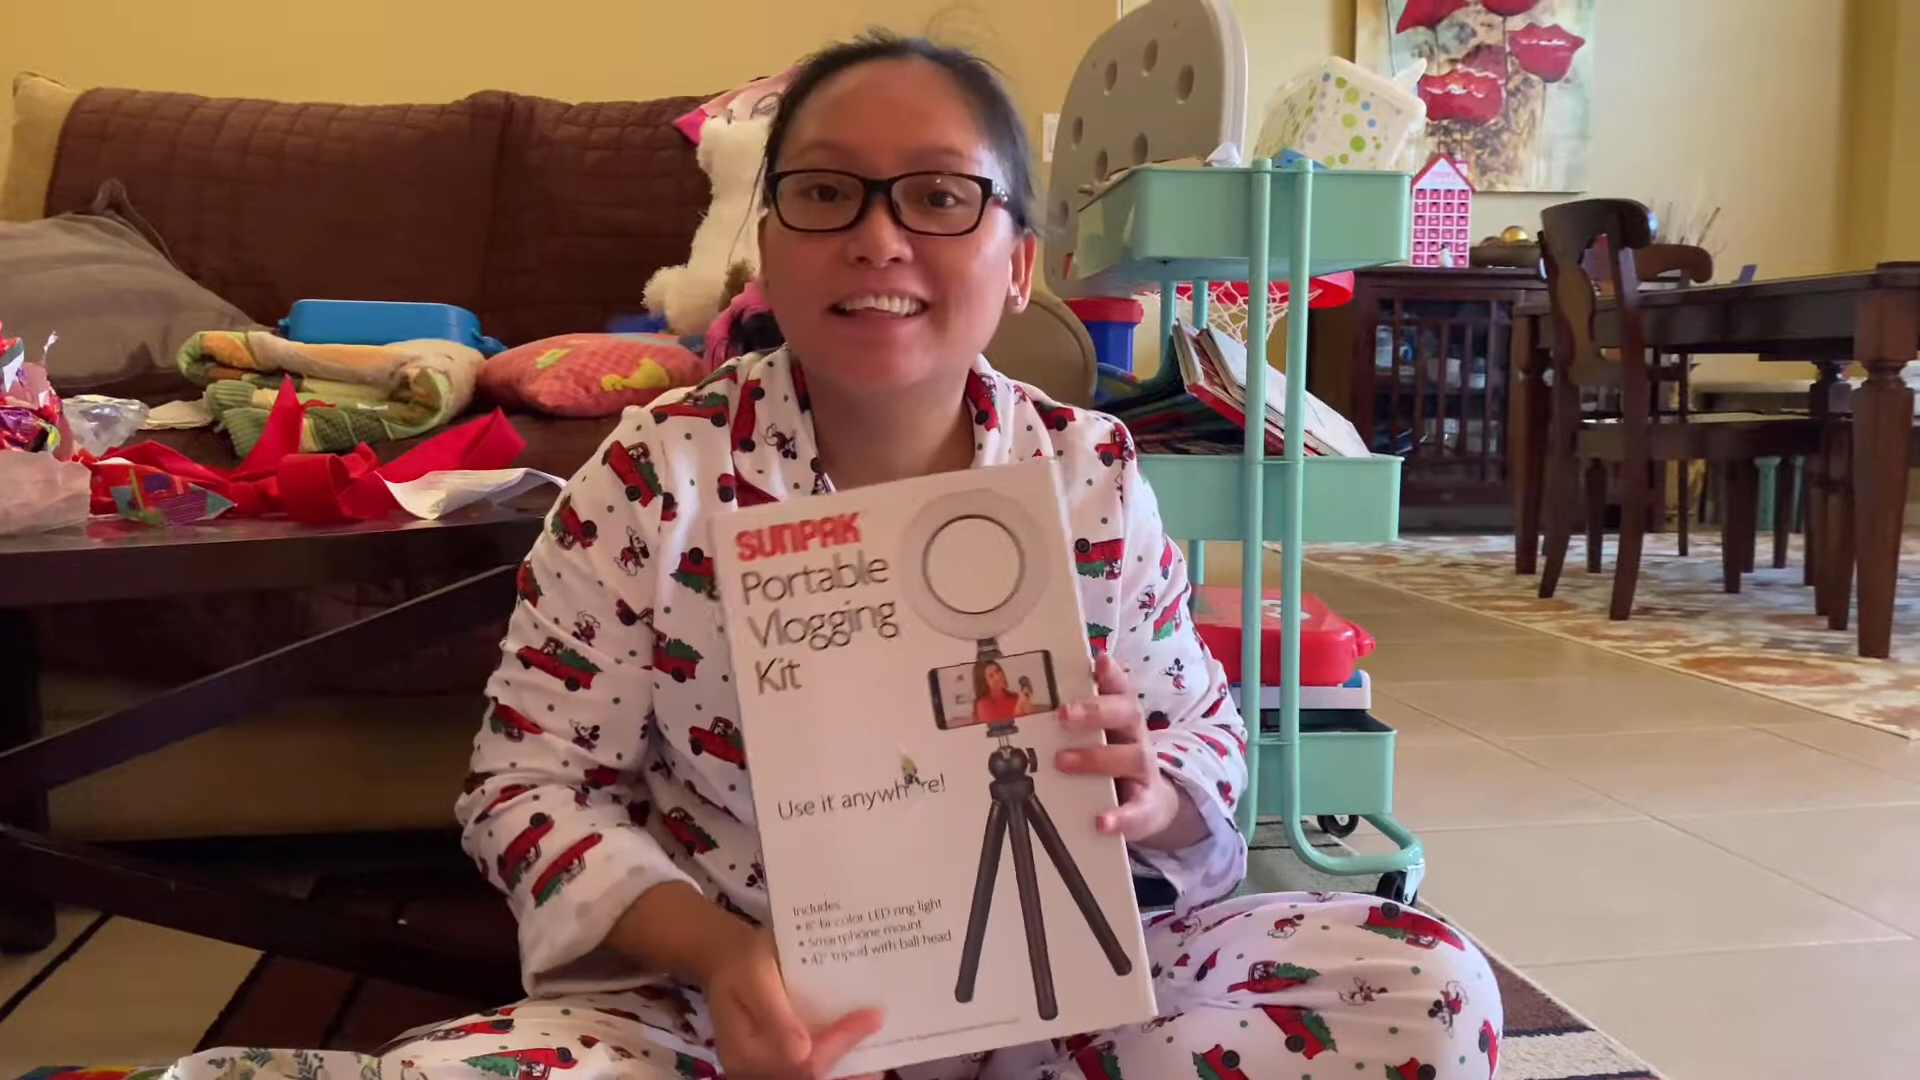 SUNPAK
Portable
Vlogging
Kit
Use it anywhere!
Includes
• 8" bi-color LED ring light
• Smartphone mount
• 42" tripod with ball head